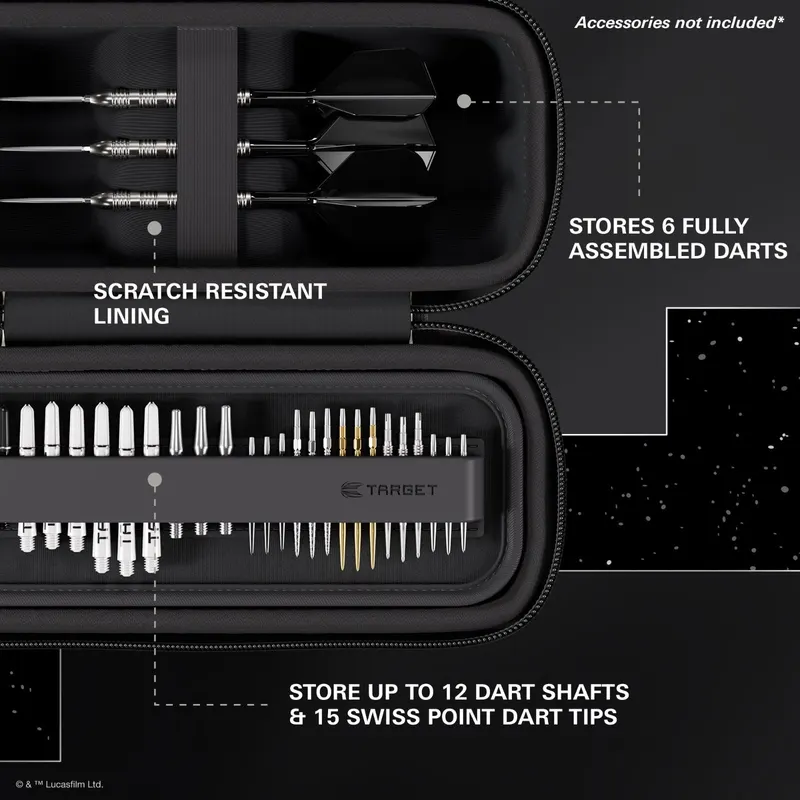 Accessories not included*
STORES 6 FULLY
ASSEMBLED DARTS
SCRATCH RESISTANT
LINING
TARGET
STORE UP TO 12 DART SHAFTS
& 15 SWISS POINT DART TIPS
© & ™ Lucasfilm Ltd.